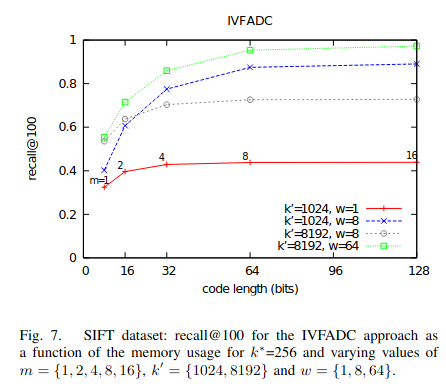 IVFADC
1
0.8
0.6
0.4
0.2
0
recall@100
m=1
2
4
8
16
k′=1024, w=1
k′=1024, w=8
k′=8192, w=8
k′=8192, w=64
0 16 32 64 96 128
code length (bits)
Fig. 7. SIFT dataset: recall@100 for the IVFADC approach as
a function of the memory usage for k*=256 and varying values of
m = {1, 2, 4, 8, 16}, k′ = {1024, 8192} and w = {1, 8, 64}.